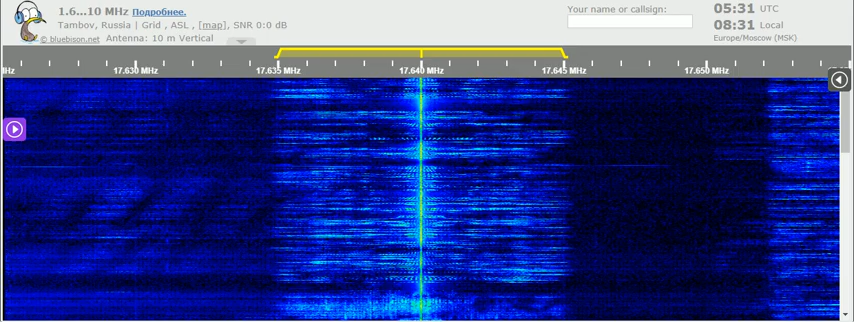 1.6...10 MHz Подробнее.
Tambov, Russia | Grid , ASL , [map], SNR 0:0 dB
© bluebison.net Antenna: 10 m Vertical
Your name or callsign:
05:31 UTC
08:31 Local
Europe/Moscow (MSK)
Hz 17.630 MHz 17.635 MHz 17.640 MHz 17.645 MHz 17.650 MHz